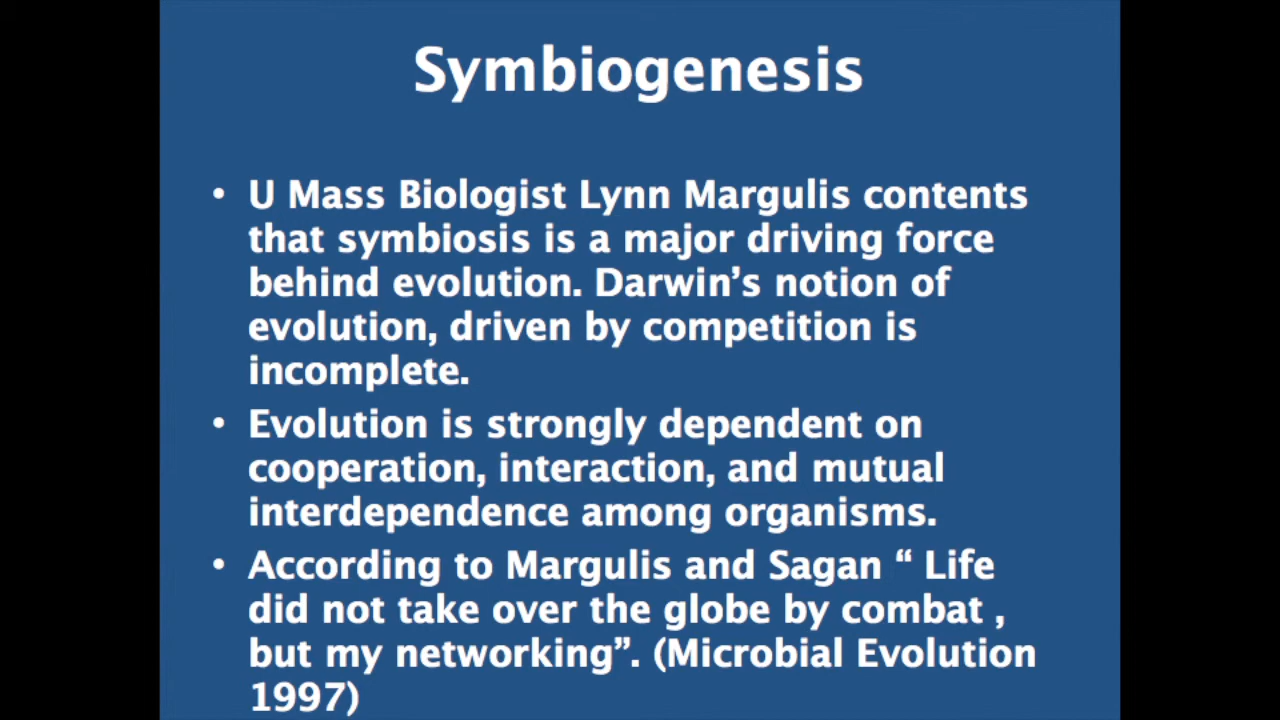 Symbiogenesis
• U Mass Biologist Lynn Margulis contents
that symbiosis is a major driving force
behind evolution. Darwin’s notion of
evolution, driven by competition is
incomplete.
• Evolution is strongly dependent on
cooperation, interaction, and mutual
interdependence among organisms.
• According to Margulis and Sagan “ Life
did not take over the globe by combat ,
but my networking”. (Microbial Evolution
1997)